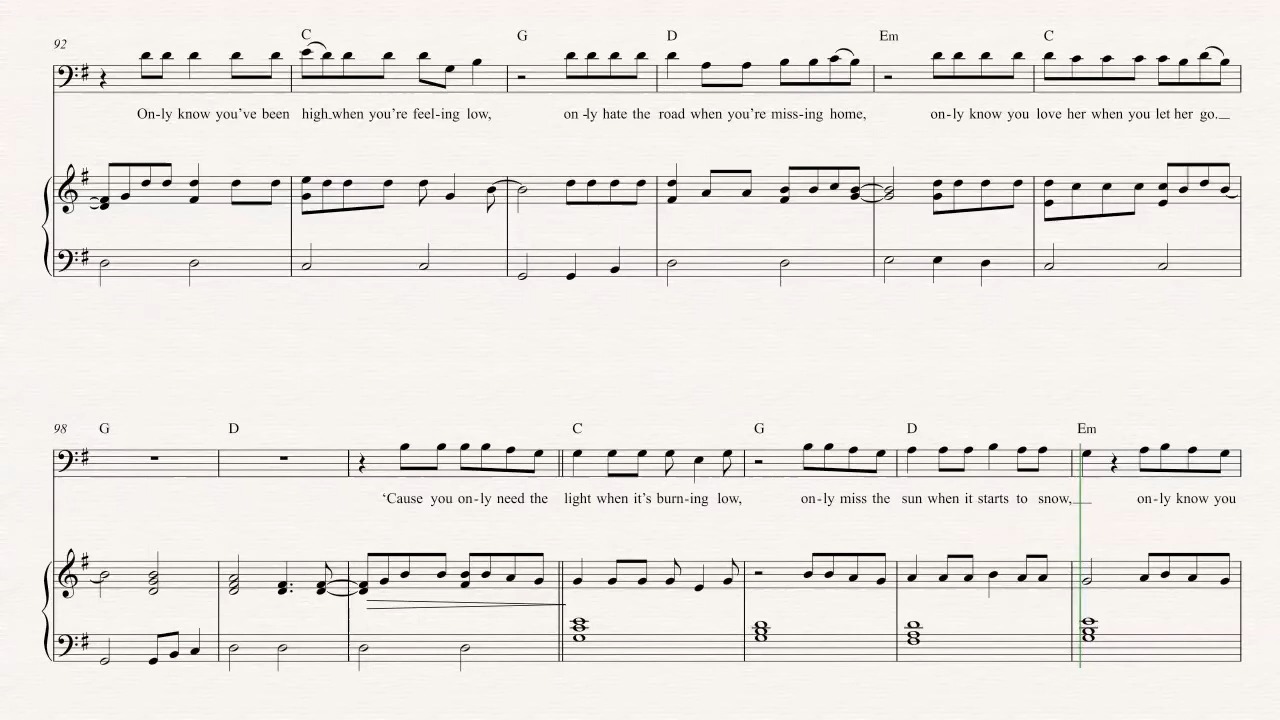 92 C G D Em C
On-ly know you've been high when you're feel-ing low, on-ly hate the road when you're miss-ing home, on-ly know you love her when you let her go.
98 G D C G D Em
‘Cause you on-ly need the light when it's burn-ing low, on-ly miss the sun when it starts to snow, on-ly know you